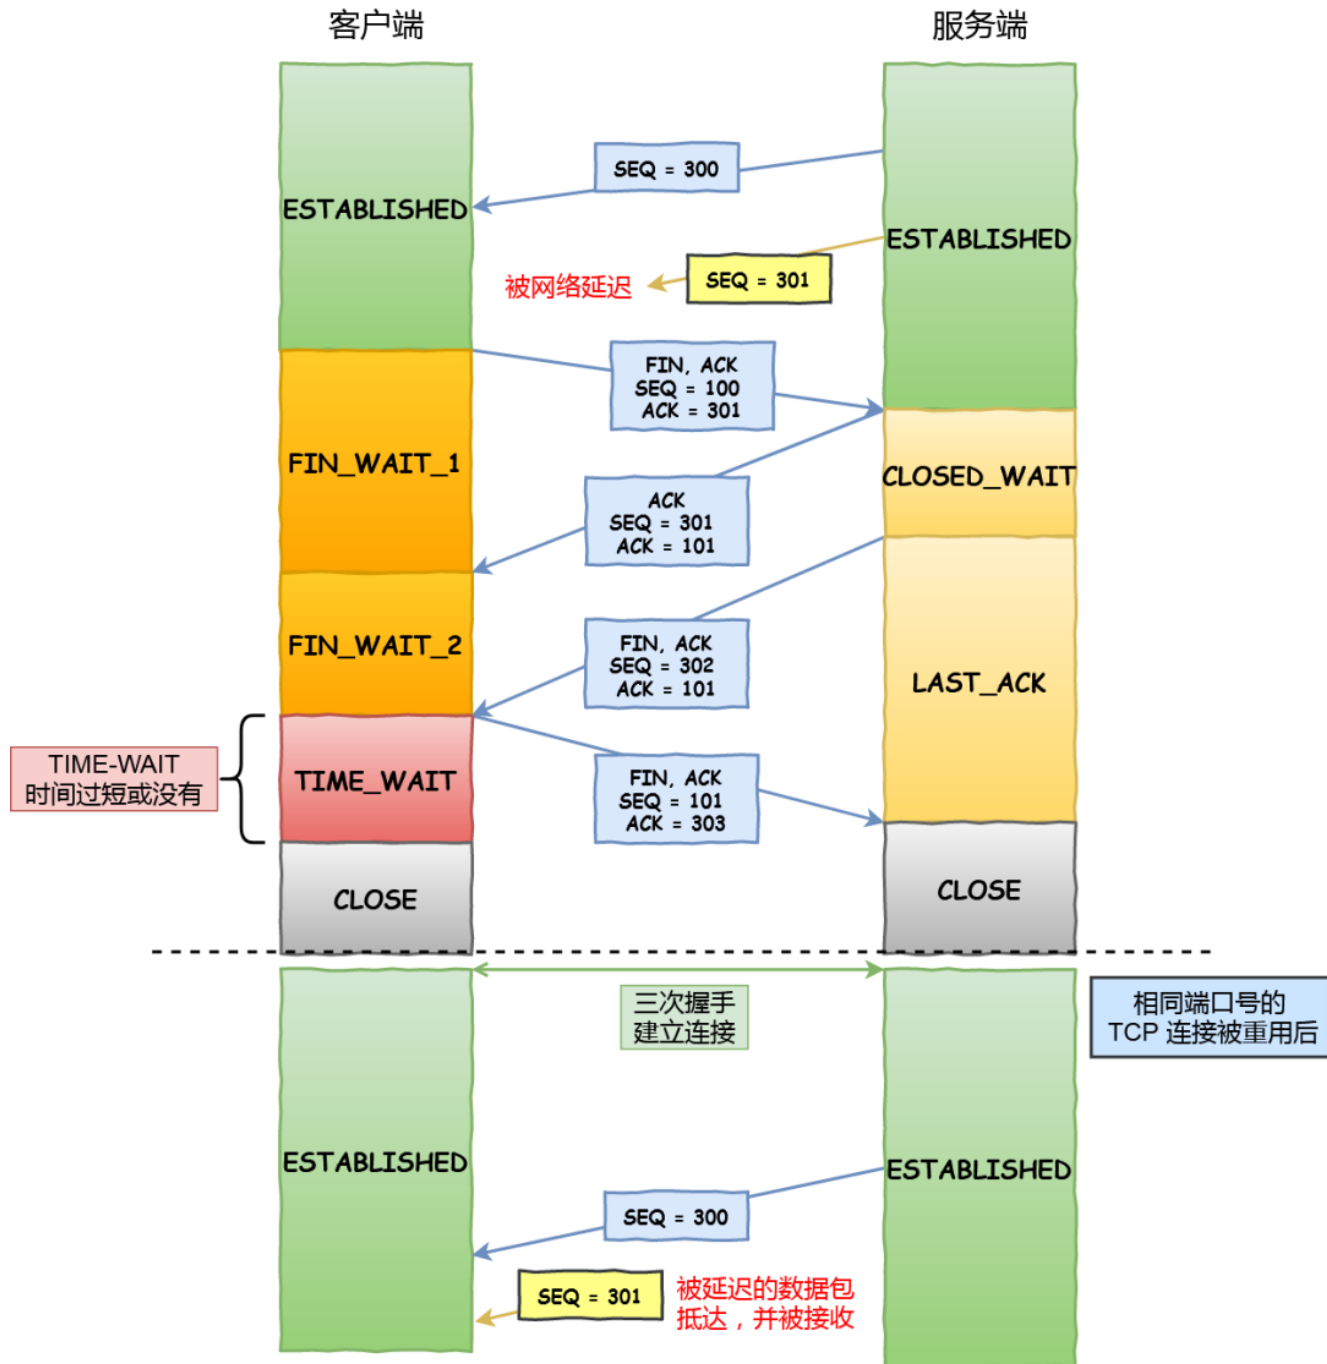 客户端
服务端
SEQ = 300
ESTABLISHED
ESTABLISHED
SEQ = 301
被网络延迟
FIN, ACK
SEQ = 100
ACK = 301
FIN_WAIT_1
CLOSED_WAIT
ACK
SEQ = 301
ACK = 101
FIN_WAIT_2
FIN, ACK
SEQ = 302
ACK = 101
LAST_ACK
TIME-WAIT
时间过短或没有
TIME_WAIT
FIN, ACK
SEQ = 101
ACK = 303
CLOSE
CLOSE
三次握手
建立连接
相同端口号的
TCP 连接被重用后
ESTABLISHED
ESTABLISHED
SEQ = 300
SEQ = 301
被延迟的数据包
抵达，并被接收